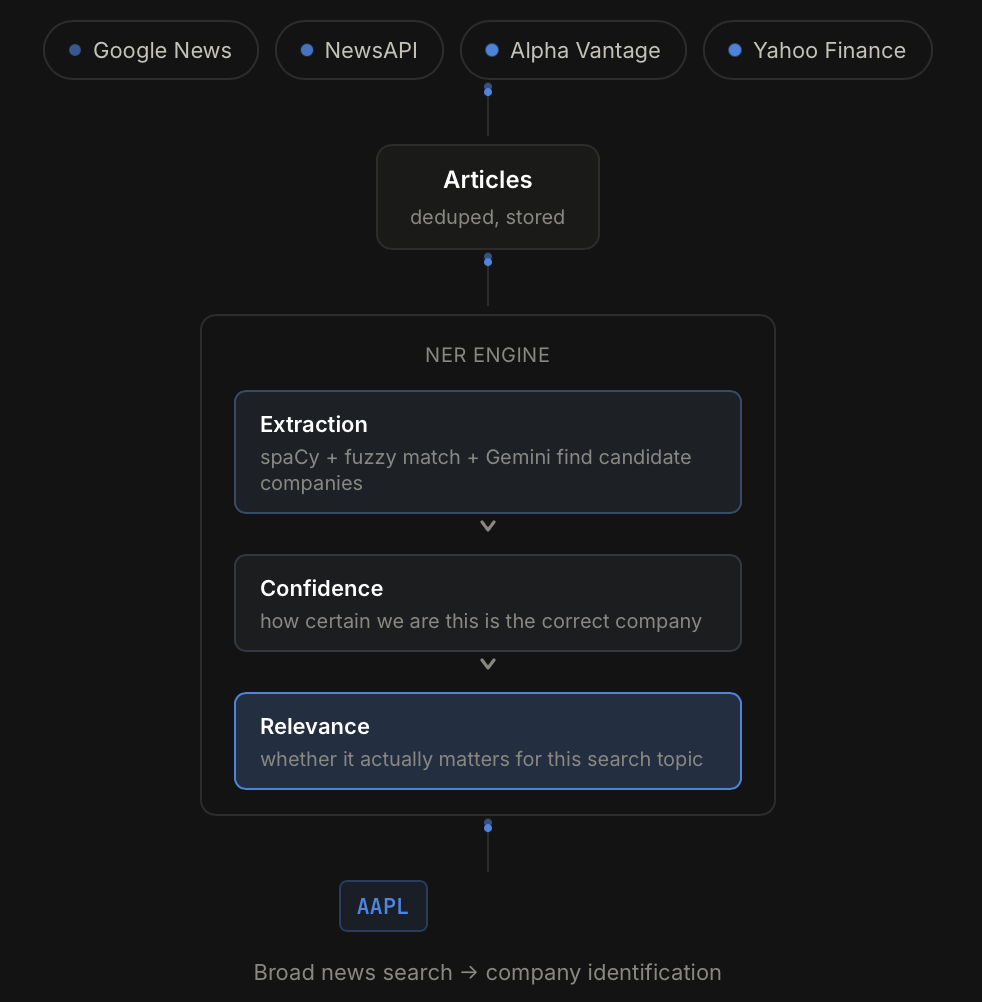 Google News
NewsAPI
Alpha Vantage
Yahoo Finance
Articles
deduped, stored
NER ENGINE
Extraction
spaCy + fuzzy match + Gemini find candidate
companies
Confidence
how certain we are this is the correct company
Relevance
whether it actually matters for this search topic
AAPL
Broad news search → company identification